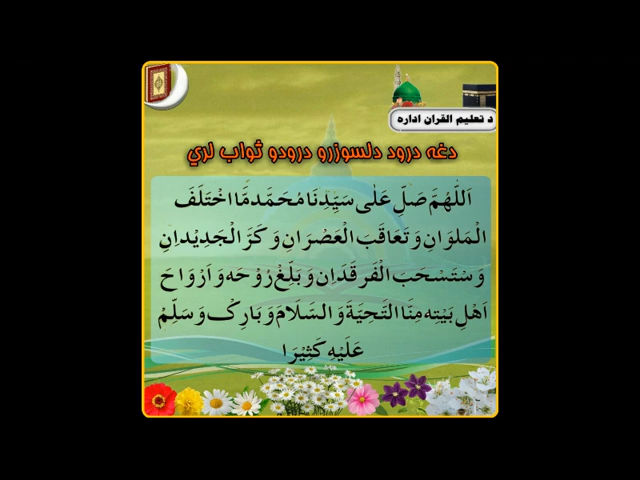 د تعلیم القران اداره
دغه درود دلسوزرو درودو ثواب لري
اَللّٰهُمَّ صَلِّ عَلٰى سَيِّدِنَا مُحَمَّدٍ مَّا اخْتَلَفَ
الْمَلَوَانِ وَتَعَاقَبَ الْعَصْرَانِ وَكَرَّ الْجَدِيْدَانِ
وَسْتَسْحَبَ الْفَرقَدَانِ وَبَلِّغْ رُوْحَه وَاَرْوَاحَ
اَهْلِ بَيْتِه مِنَّا التَّحِيَّةَ وَالسَّلَامَ وَبَارِكْ وَسَلِّمْ
عَلَيْهِ كَثِيْرَا